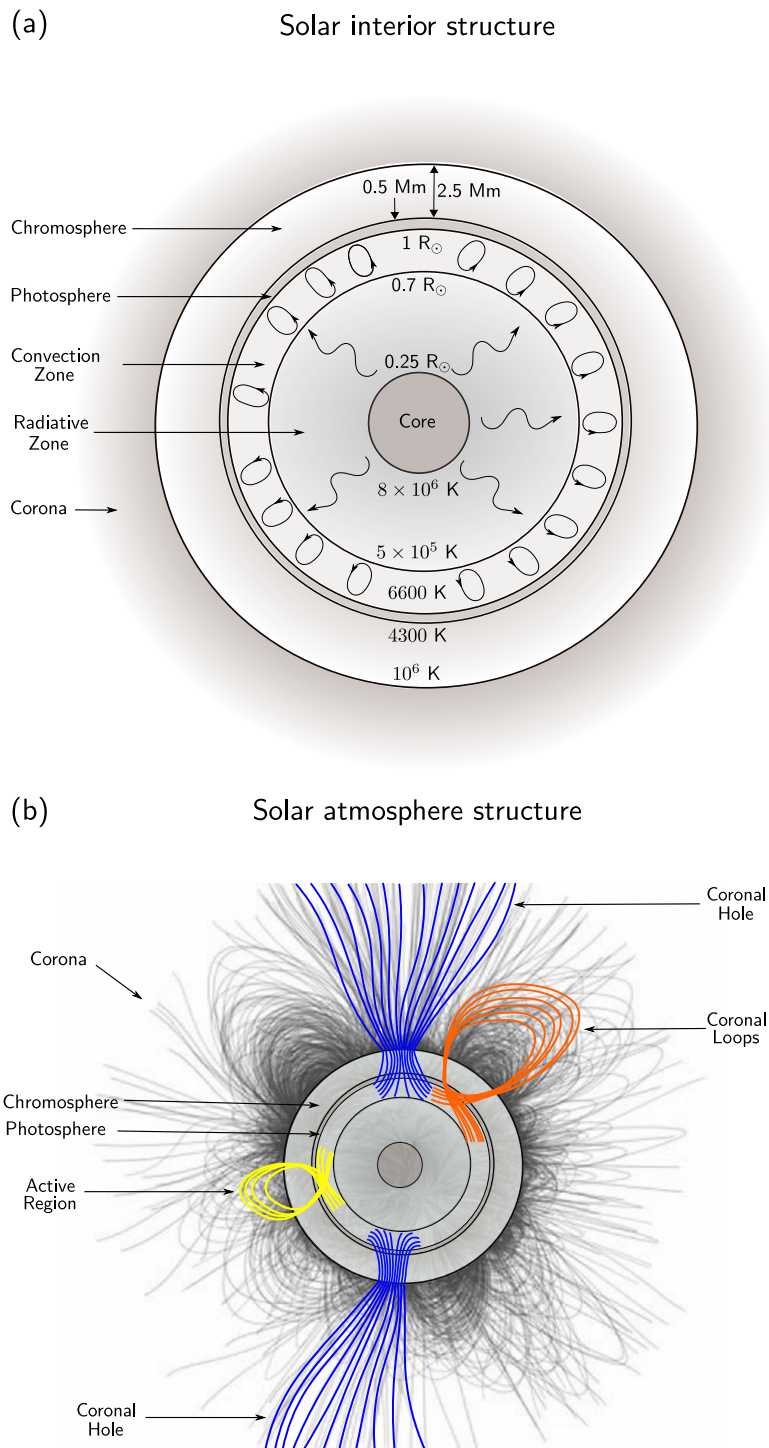 (a)
Solar interior structure
0.5 Mm
2.5 Mm
Chromosphere
1 R☉
Photosphere
0.7 R☉
Convection
Zone
0.25 R☉
Radiative
Zone
Core
8 × 10⁶ K
Corona
5 × 10⁵ K
6600 K
4300 K
10⁶ K
(b)
Solar atmosphere structure
Coronal
Hole
Corona
Coronal
Loops
Chromosphere
Photosphere
Active
Region
Coronal
Hole